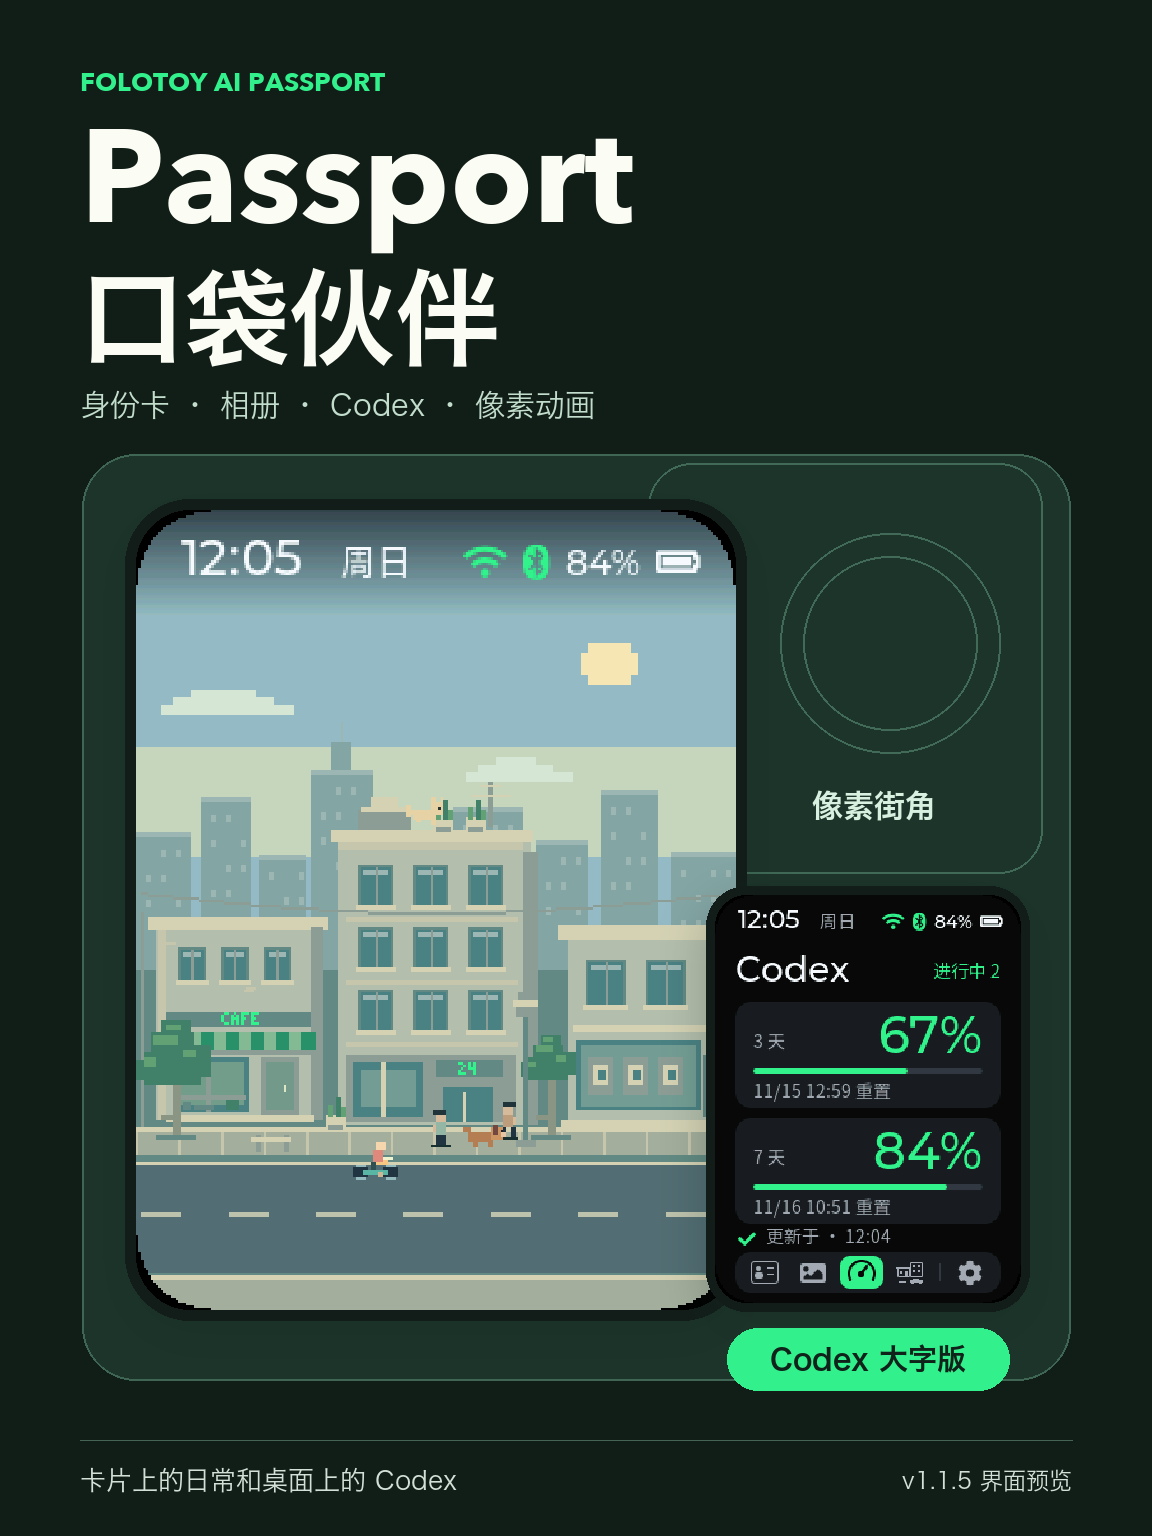 FOLOTOY AI PASSPORT
Passport
口袋伙伴
身份卡 · 相册 · Codex · 像素动画
12:05 周日 84%
CAFE
24
像素街角
12:05 周日 84%
Codex 进行中 2
3 天 67%
11/15 12:59 重置
7 天 84%
11/16 10:51 重置
更新于 • 12:04
Codex 大字版
卡片上的日常和桌面上的 Codex
v1.1.5 界面预览